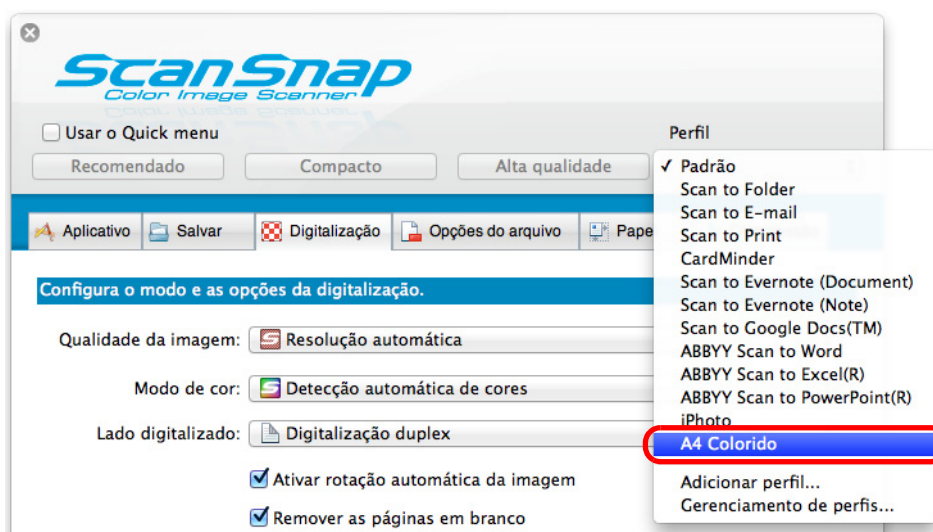 ScanSnap
Color Image Scanner
Usar o Quick menu
Perfil
Recomendado
Compacto
Alta qualidade
✓ Padrão
Scan to Folder
Scan to E-mail
Scan to Print
CardMinder
Scan to Evernote (Document)
Scan to Evernote (Note)
Scan to Google Docs(TM)
ABBYY Scan to Word
ABBYY Scan to Excel(R)
ABBYY Scan to PowerPoint(R)
iPhoto
A4 Colorido
Adicionar perfil...
Gerenciamento de perfis...
Aplicativo
Salvar
Digitalização
Opções do arquivo
Pape
Configura o modo e as opções da digitalização.
Qualidade da imagem: Resolução automática
Modo de cor: Detecção automática de cores
Lado digitalizado: Digitalização duplex
Ativar rotação automática da imagem
Remover as páginas em branco